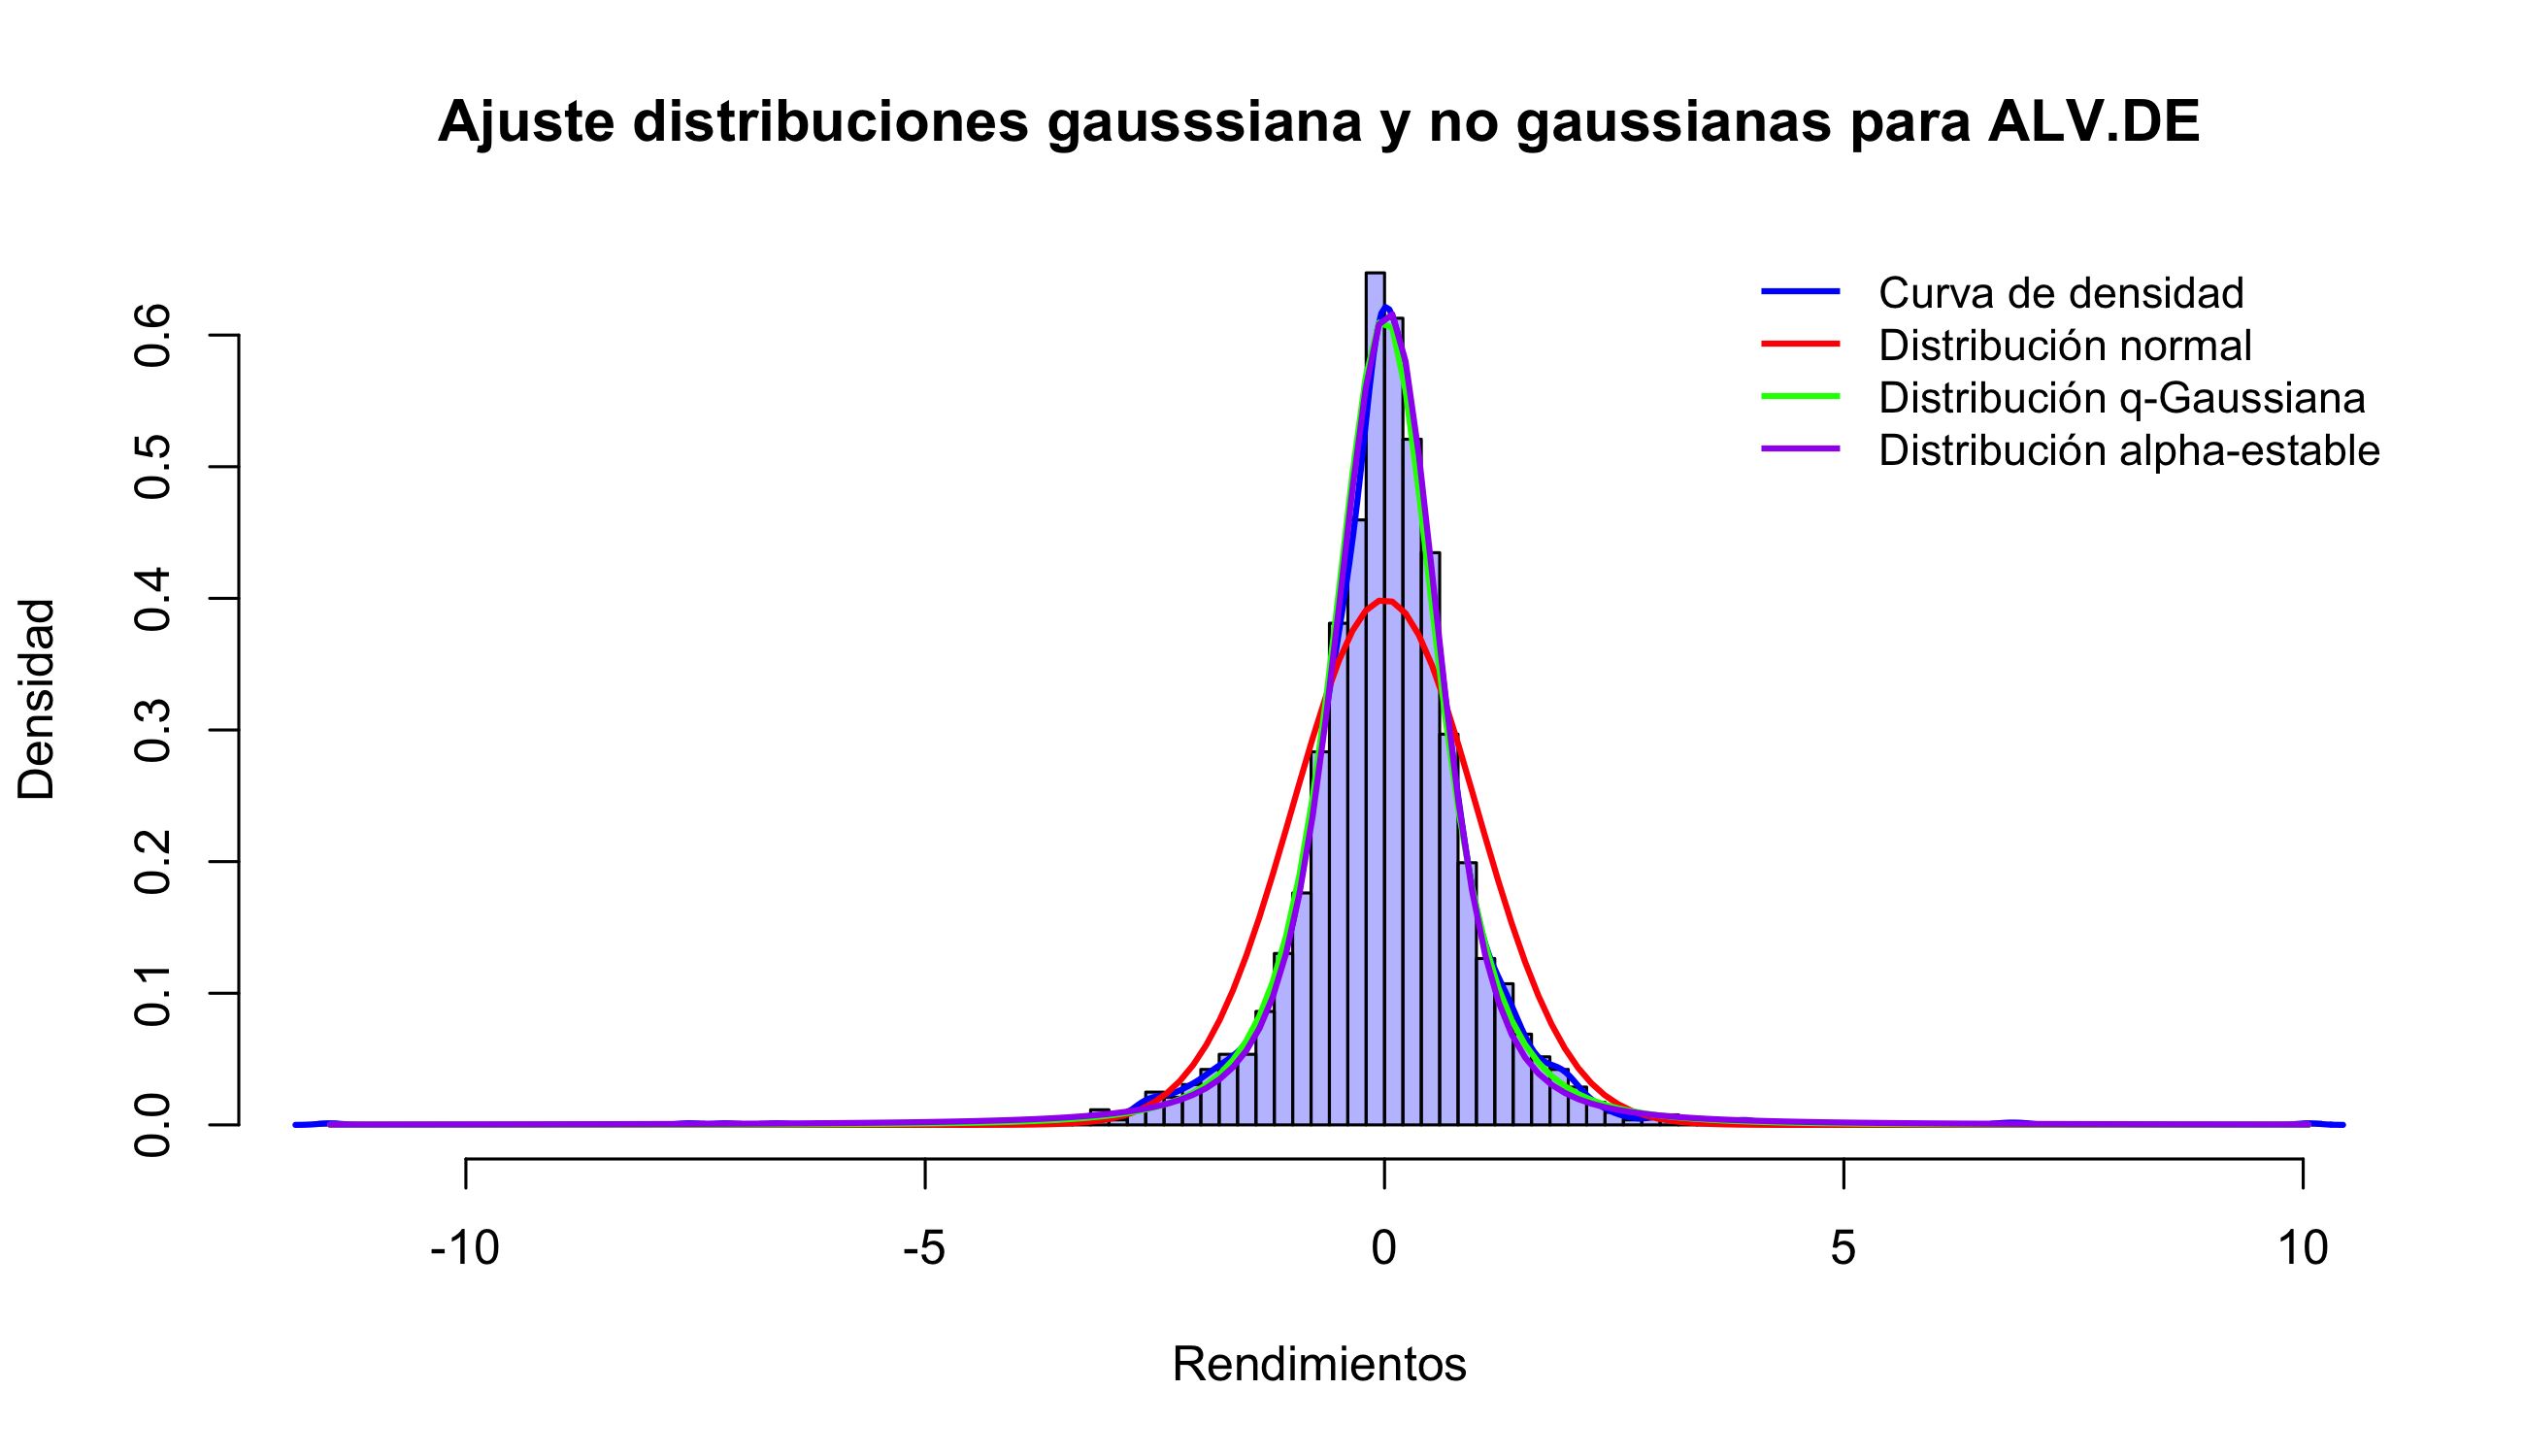 Ajuste distribuciones gausssiana y no gaussianas para ALV.DE
Curva de densidad
Distribución normal
Distribución q-Gaussiana
Distribución alpha-estable
Densidad
0.6
0.5
0.4
0.3
0.2
0.1
0.0
-10 -5 0 5 10
Rendimientos